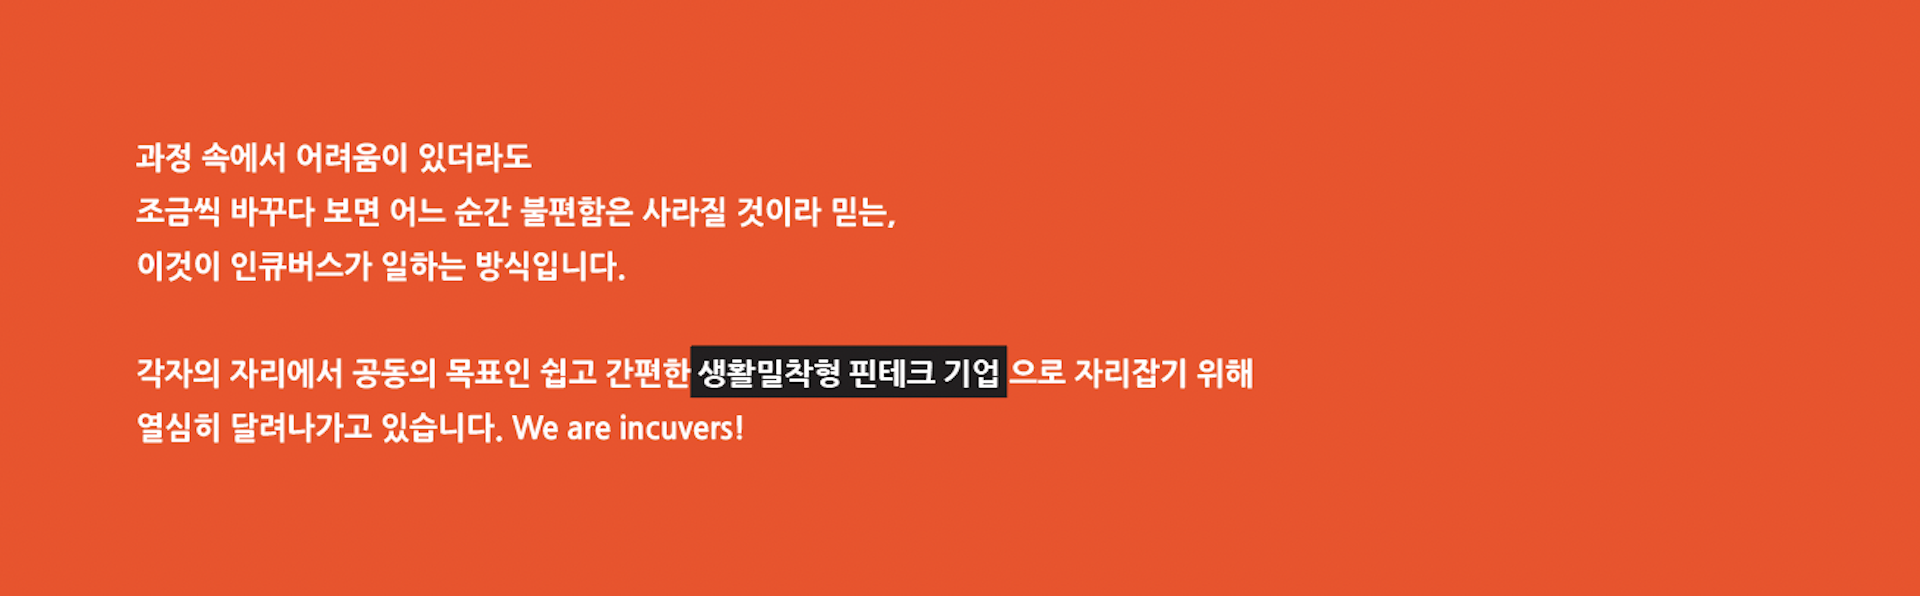 과정 속에서 어려움이 있더라도
조금씩 바꾸다 보면 어느 순간 불편함은 사라질 것이라 믿는,
이것이 인큐버스가 일하는 방식입니다.
각자의 자리에서 공동의 목표인 쉽고 간편한 생활밀착형 핀테크 기업 으로 자리잡기 위해
열심히 달려나가고 있습니다. We are incuvers!